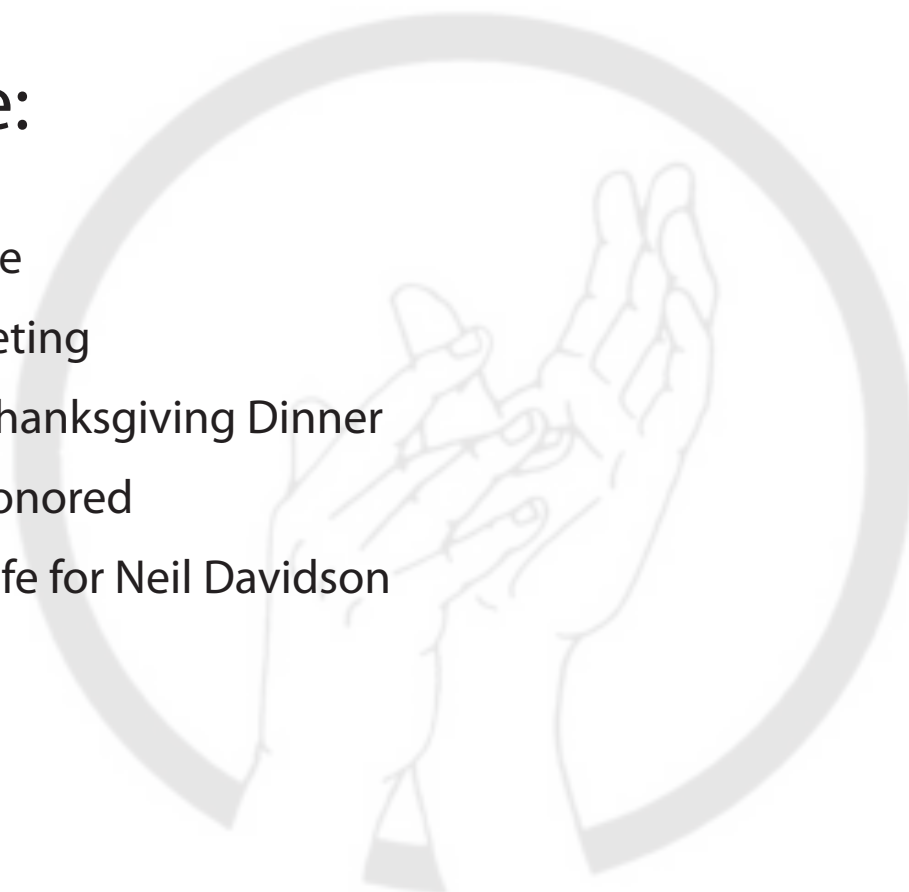 e:
e
eting
hanksgiving Dinner
onored
fe for Neil Davidson